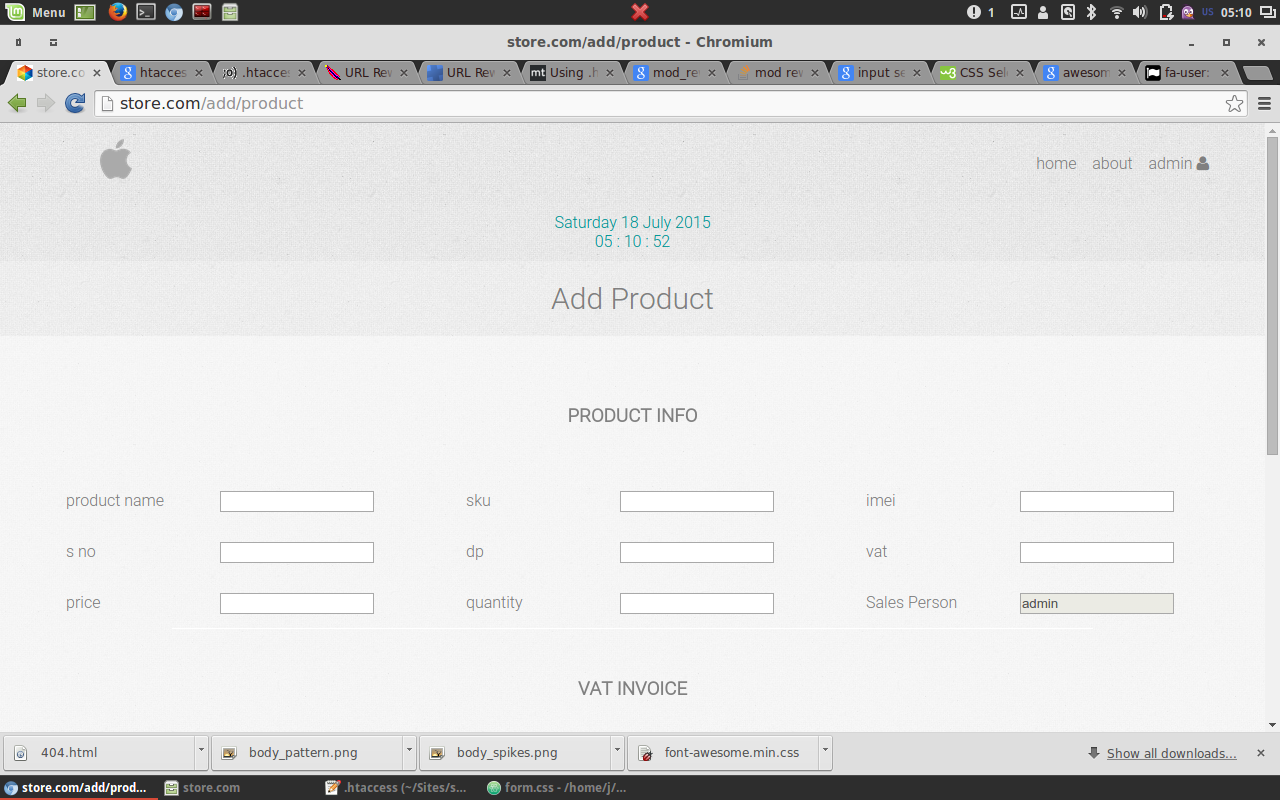 Menu
1
US
05:10
store.com/add/product - Chromium
store.co
htacces
.htacces
URL Rew
URL Rew
Using .h
mod_re
mod rew
input se
CSS Sel
awesom
fa-user:
store.com/add/product
home about admin
Saturday 18 July 2015
05 : 10 : 52
Add Product
PRODUCT INFO
product name
sku
imei
s no
dp
vat
price
quantity
Sales Person
admin
VAT INVOICE
404.html
body_pattern.png
body_spikes.png
font-awesome.min.css
Show all downloads...
store.com/add/prod...
store.com
.htaccess (~/Sites/s...
form.css - /home/j/...